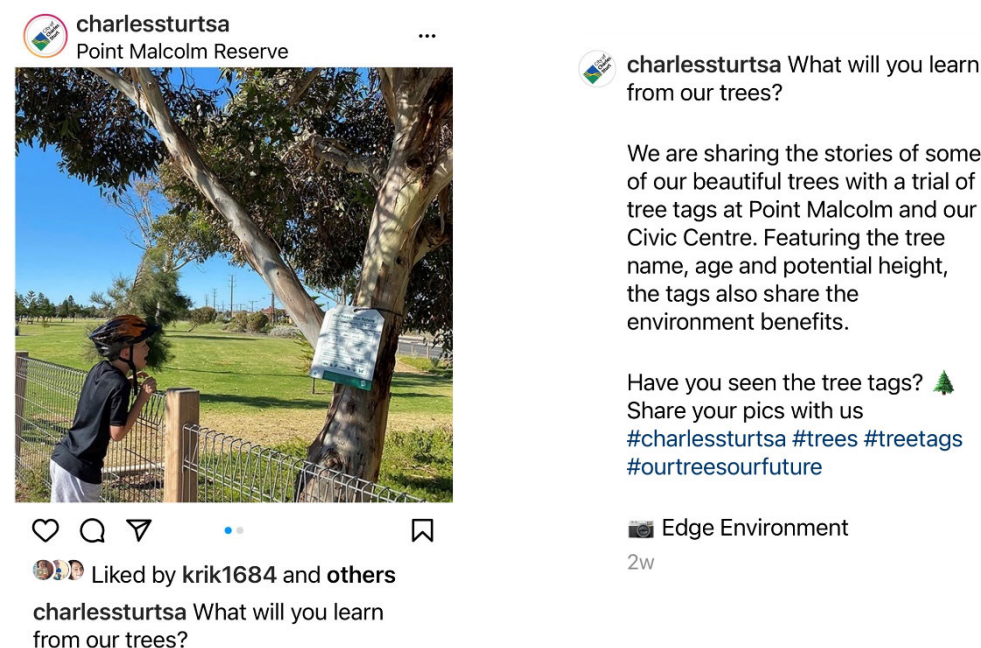 charlessturtsa
Point Malcolm Reserve
Liked by krik1684 and others
charlessturtsa What will you learn
from our trees?
City of
Charles
Sturt
charlessturtsa What will you learn
from our trees?
We are sharing the stories of some
of our beautiful trees with a trial of
tree tags at Point Malcolm and our
Civic Centre. Featuring the tree
name, age and potential height,
the tags also share the
environment benefits.
Have you seen the tree tags? 🌲
Share your pics with us
#charlessturtsa #trees #treetags
#ourtreesourfuture
📷 Edge Environment
2w